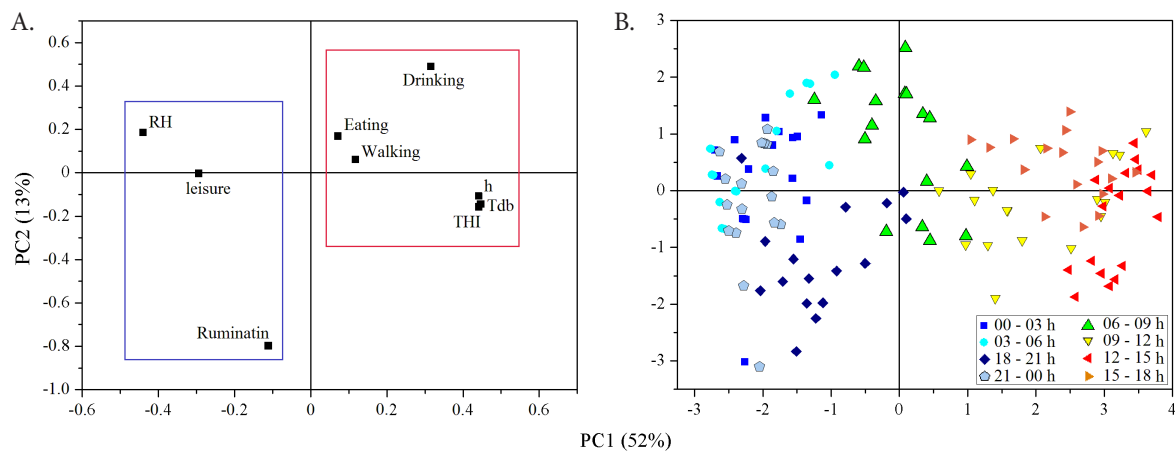 A.
0.8
0.6
0.4
0.2
0
-0.2
-0.4
-0.6
-0.8
-1.0
-0.6
-0.4
-0.2
0
0.2
0.4
0.6
PC2 (13%)
RH
leisure
Ruminatin
Drinking
Eating
Walking
h
Tdb
THI
B.
3
2
1
0
-1
-2
-3
-3
-2
-1
0
1
2
3
4
00 - 03 h
03 - 06 h
18 - 21 h
21 - 00 h
06 - 09 h
09 - 12 h
12 - 15 h
15 - 18 h
PC1 (52%)